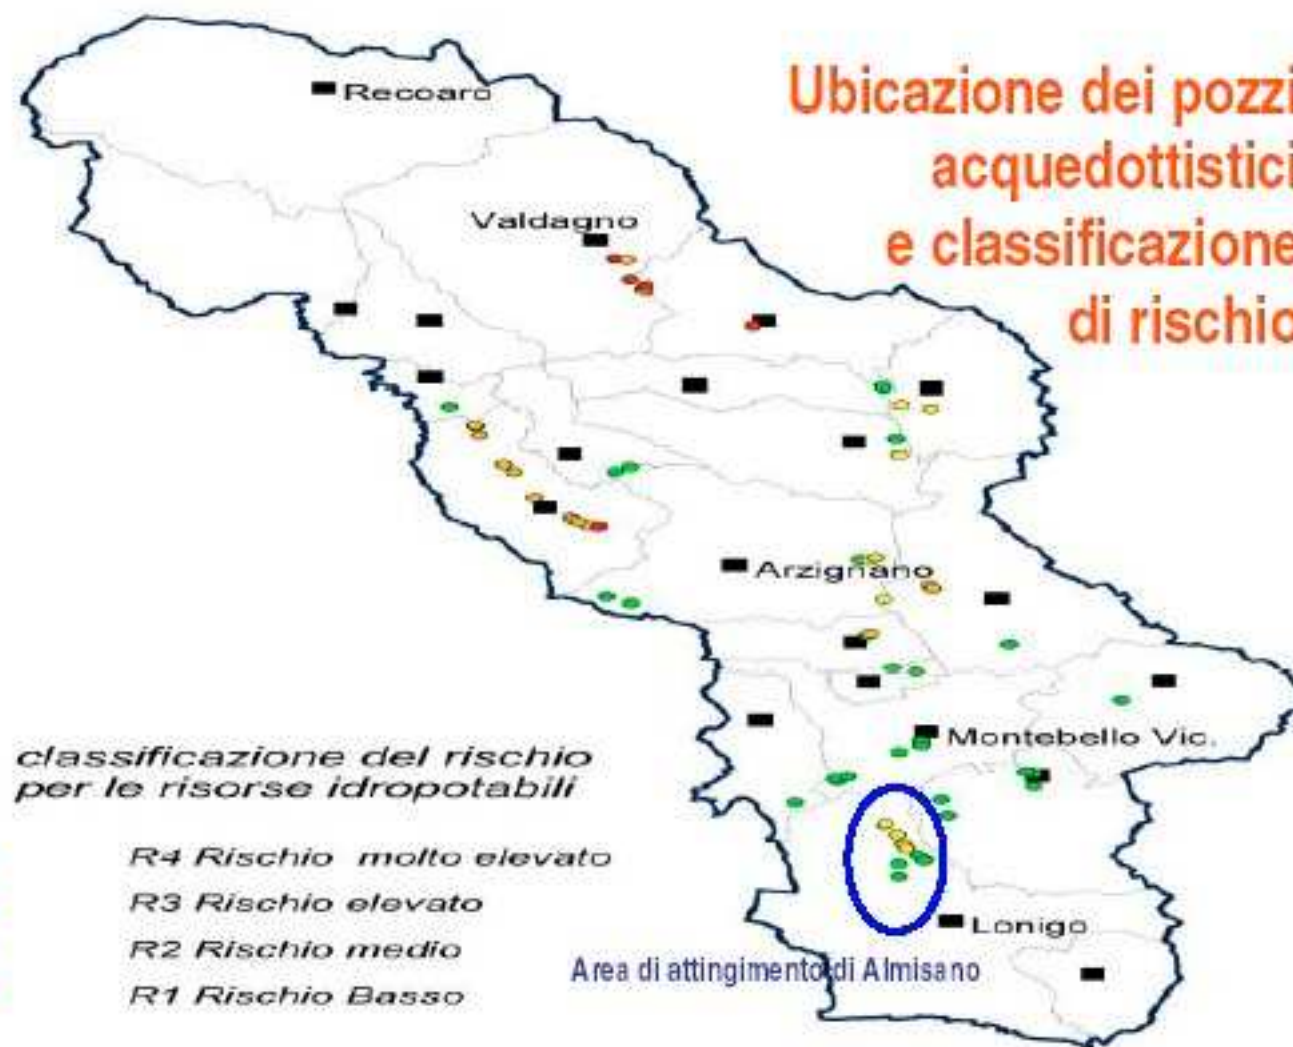 Ubicazione dei pozzi
acquedottistici
e classificazione
di rischio
Recoaro
Valdagno
Arzignano
Montebello Vic.
Lonigo
Area di attingimento di Almisano
classificazione del rischio
per le risorse idropotabili
R4 Rischio molto elevato
R3 Rischio elevato
R2 Rischio medio
R1 Rischio Basso